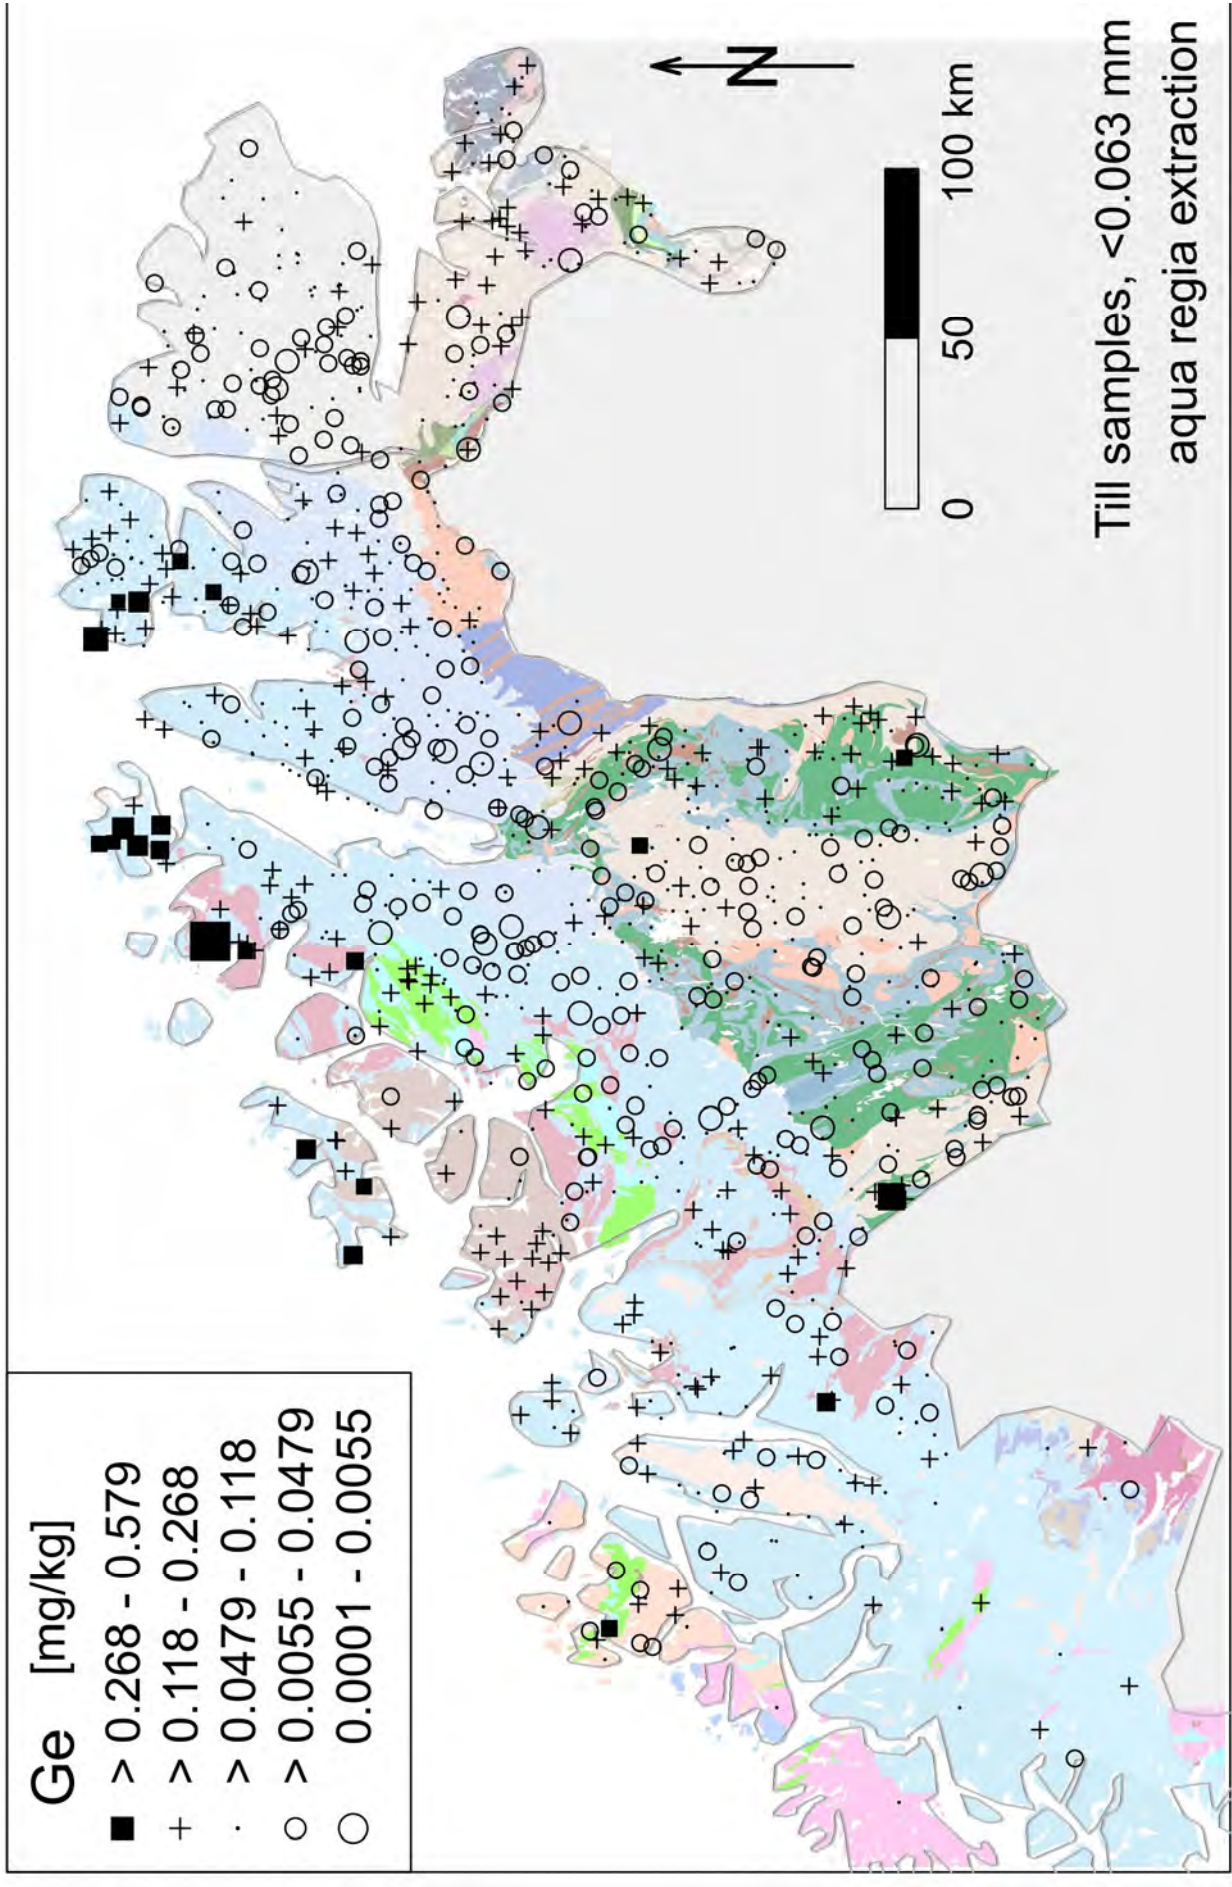 Ge [mg/kg]
> 0.268 - 0.579
> 0.118 - 0.268
> 0.0479 - 0.118
> 0.0055 - 0.0479
0.0001 - 0.0055
N
0 50 100 km
Till samples, <0.063 mm
aqua regia extraction